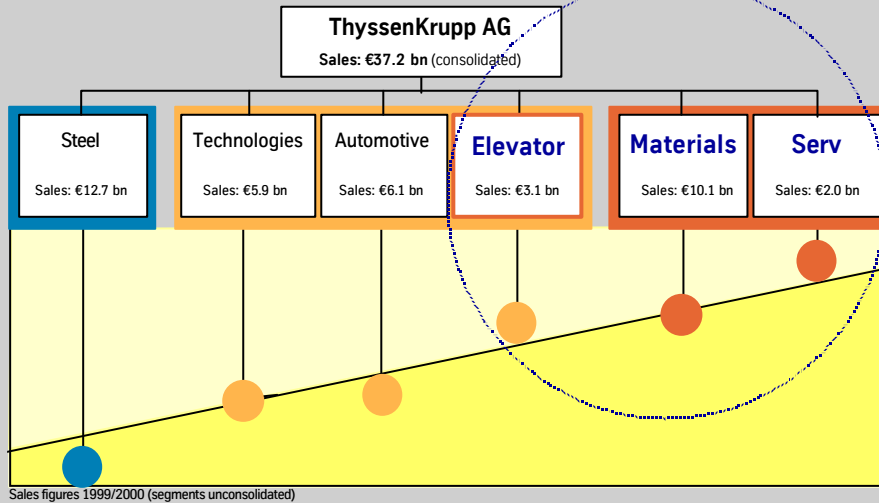 ThyssenKrupp AG
Sales: €37.2 bn (consolidated)
Steel
Sales: €12.7 bn
Technologies
Sales: €5.9 bn
Automotive
Sales: €6.1 bn
Elevator
Sales: €3.1 bn
Materials
Sales: €10.1 bn
Serv
Sales: €2.0 bn
Sales figures 1999/2000 (segments unconsolidated)